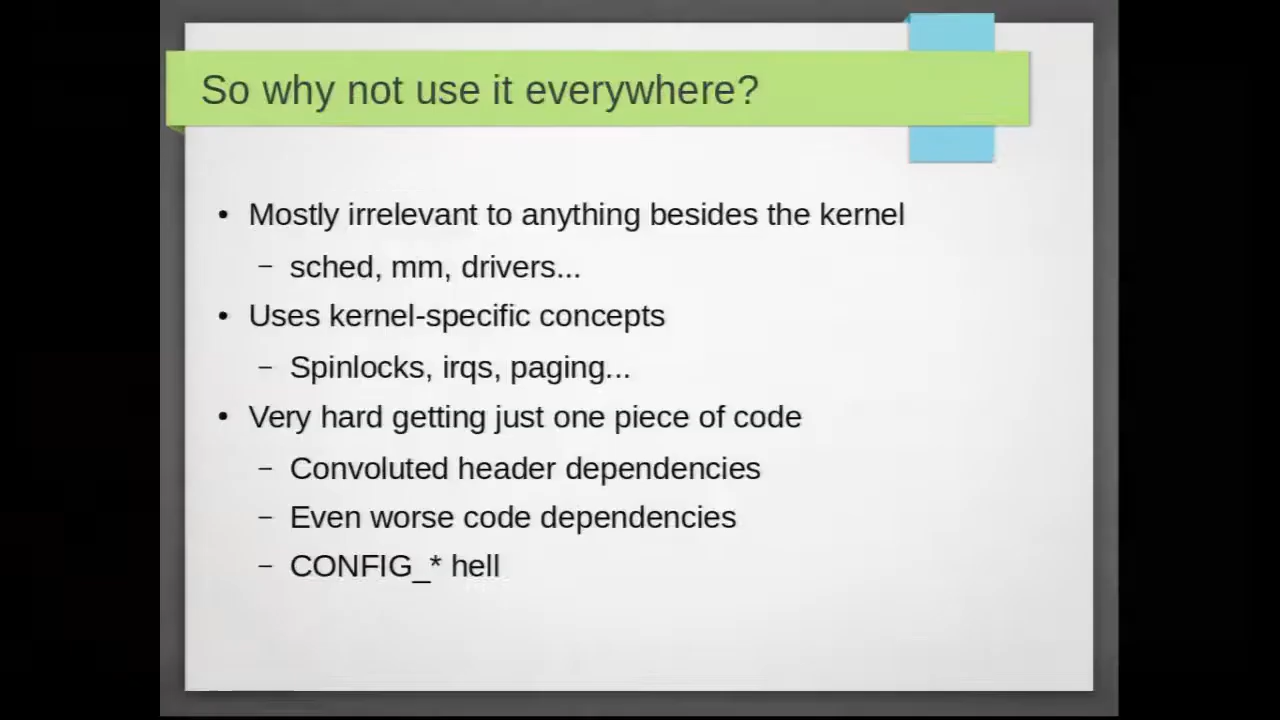 So why not use it everywhere?
• Mostly irrelevant to anything besides the kernel
– sched, mm, drivers...
• Uses kernel-specific concepts
– Spinlocks, irqs, paging...
• Very hard getting just one piece of code
– Convoluted header dependencies
– Even worse code dependencies
– CONFIG_* hell